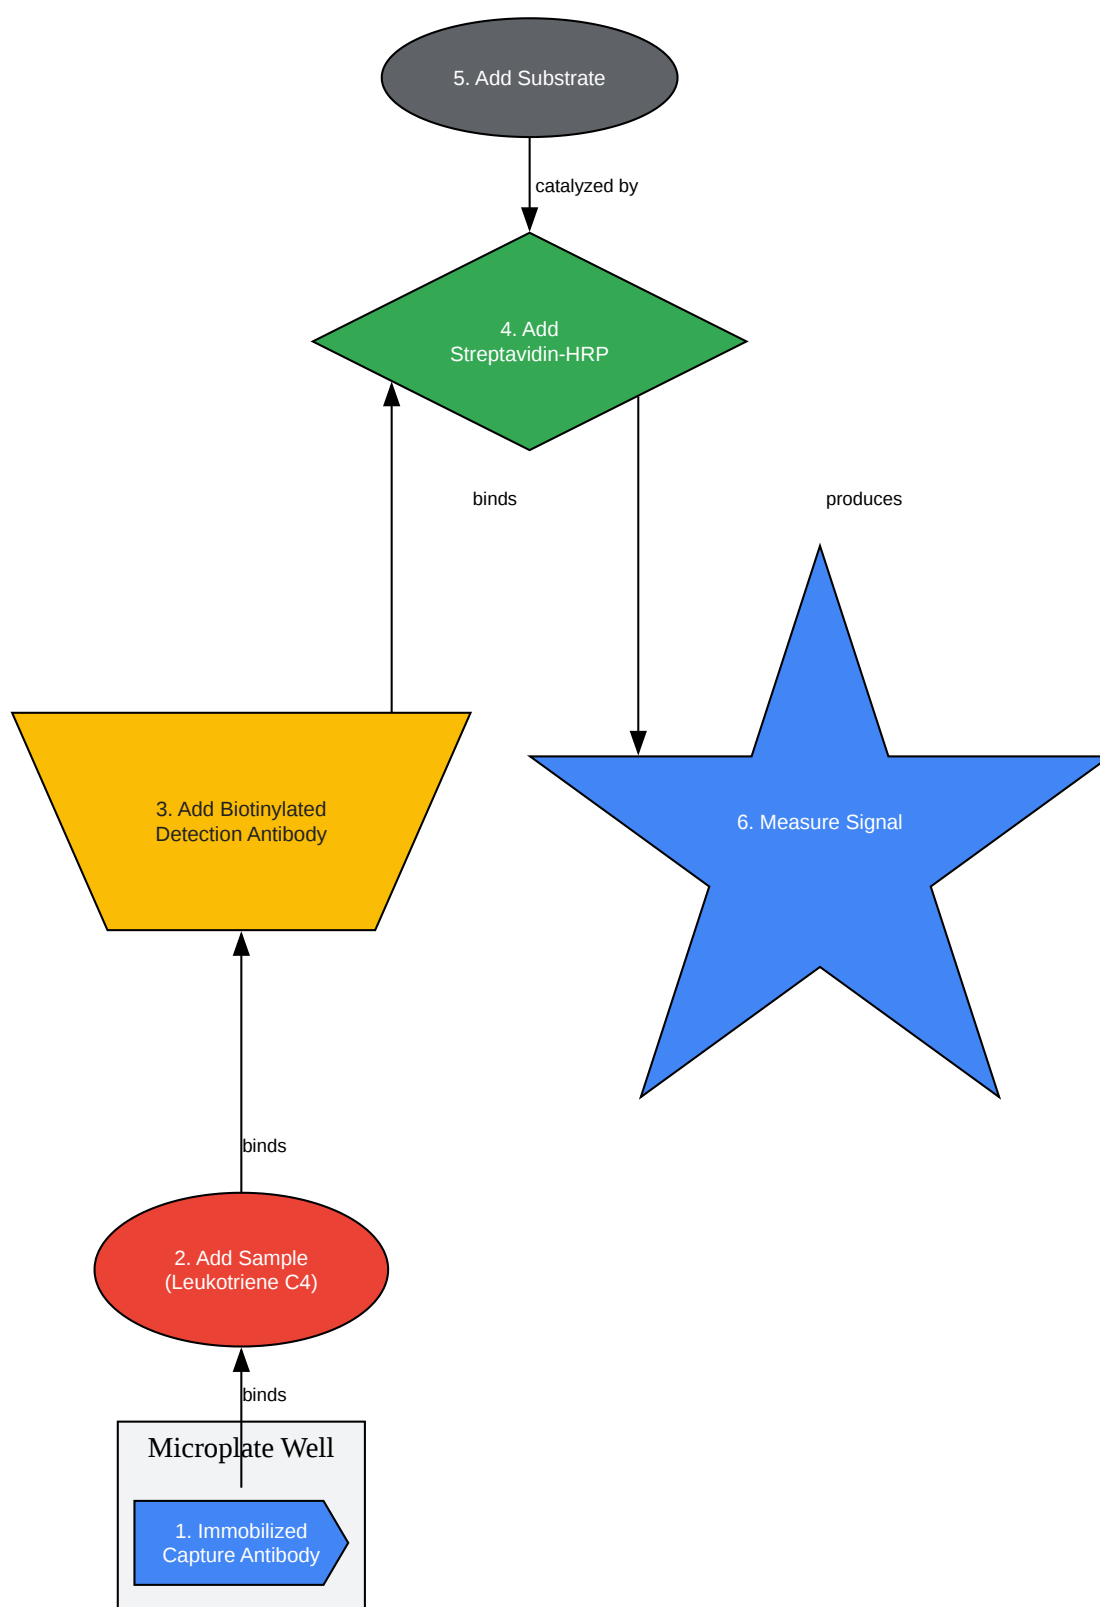 5. Add Substrate
catalyzed by
4. Add
Streptavidin-HRP
binds
produces
3. Add Biotinylated
Detection Antibody
6. Measure Signal
binds
2. Add Sample
(Leukotriene C4)
binds
Microplate Well
1. Immobilized
Capture Antibody